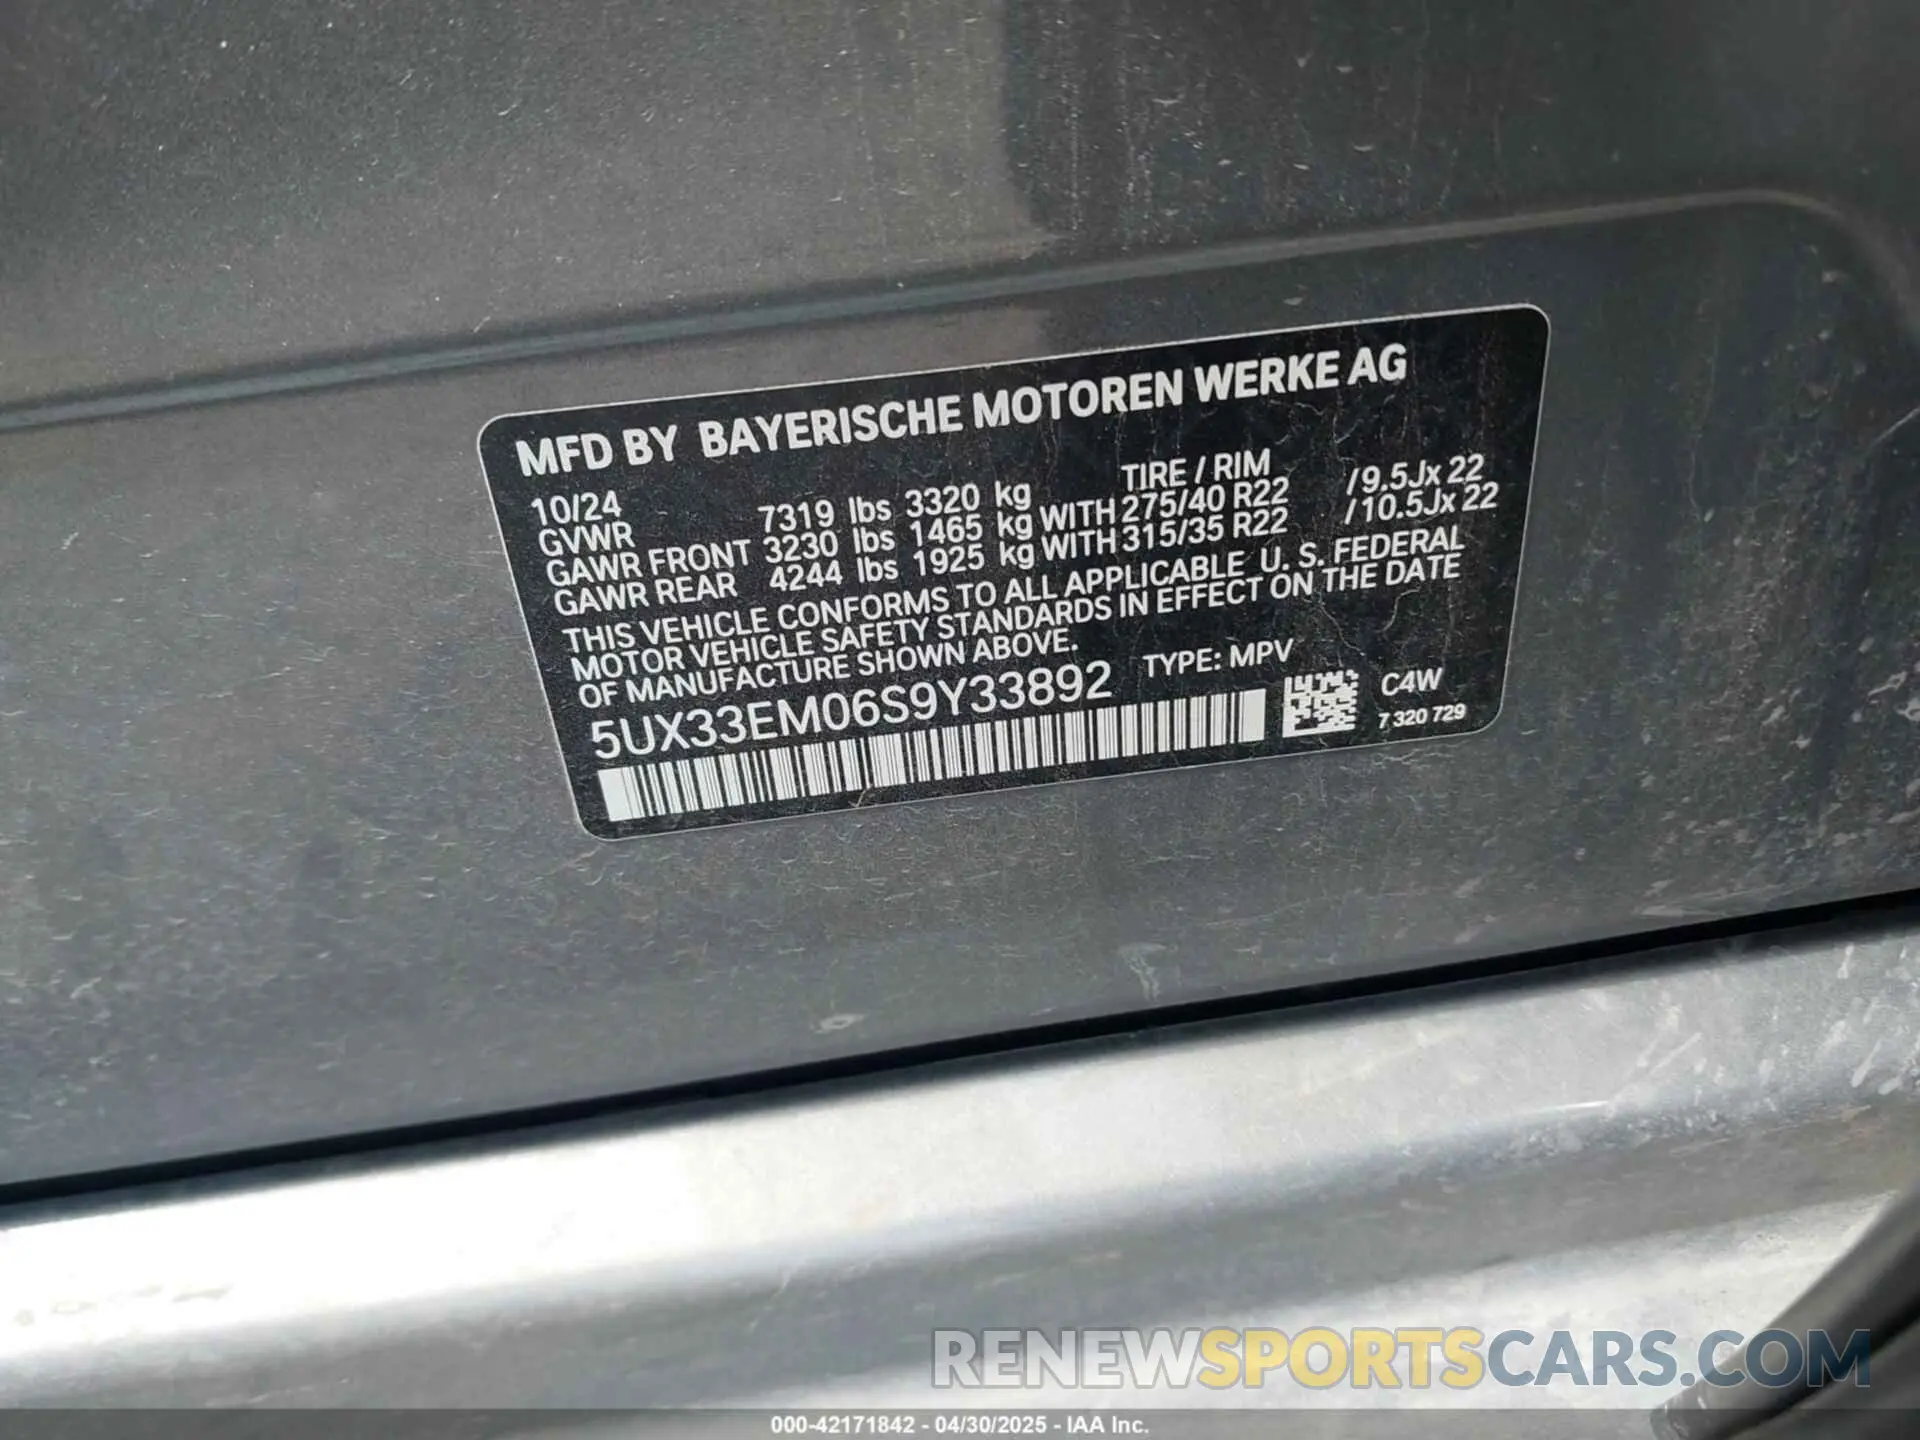 MFD BY BAYERISCHE MOTOREN WERKE AG
10/24 TIRE / RIM
GVWR 7319 lbs 3320 kg
GAWR FRONT 3230 lbs 1465 kg WITH 275/40 R22 /9.5Jx 22
GAWR REAR 4244 lbs 1925 kg WITH 315/35 R22 /10.5Jx 22
THIS VEHICLE CONFORMS TO ALL APPLICABLE U. S. FEDERAL
MOTOR VEHICLE SAFETY STANDARDS IN EFFECT ON THE DATE
OF MANUFACTURE SHOWN ABOVE.
5UX33EM06S9Y33892 TYPE: MPV
C4W
7 320 729
RENEWSPORTSCARS.COM
000-42171842 - 04/30/2025 - IAA Inc.